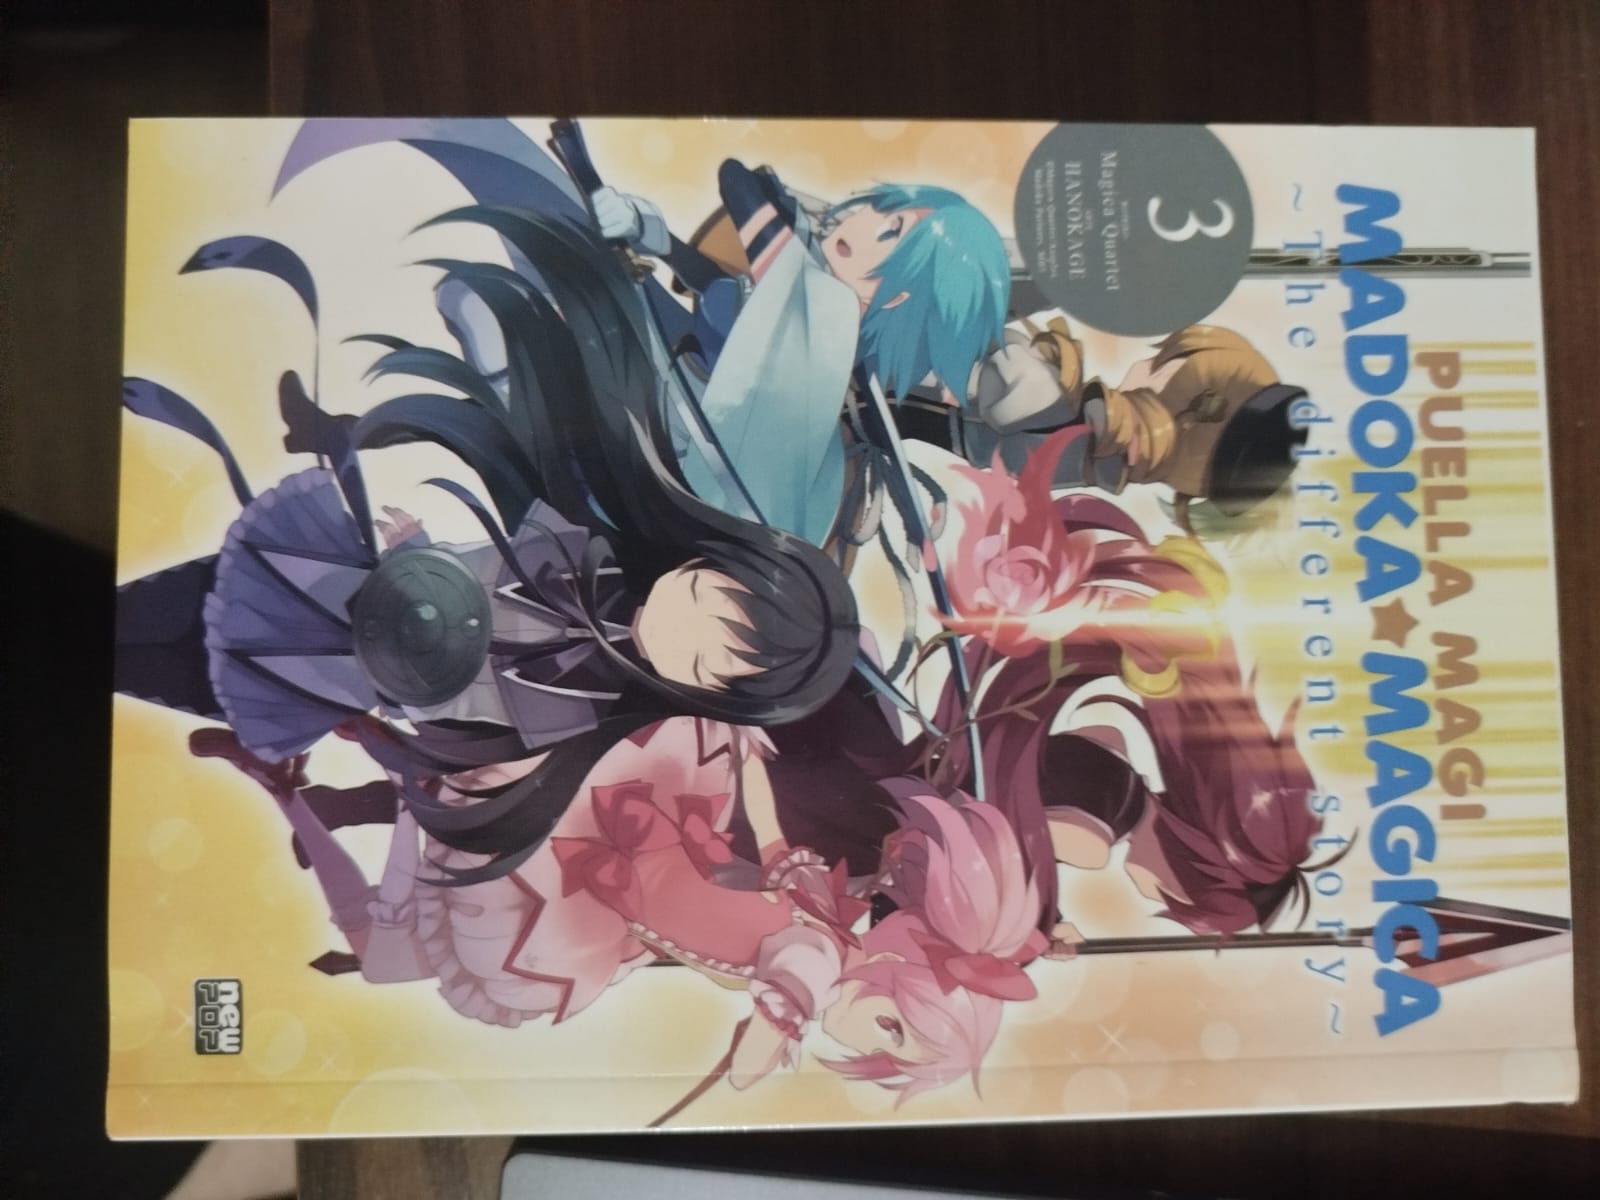 PUELLA MAGI
MADOKA★MAGICA
~The different story~
3
Magica Quartet
HANOKAGE
new
POP